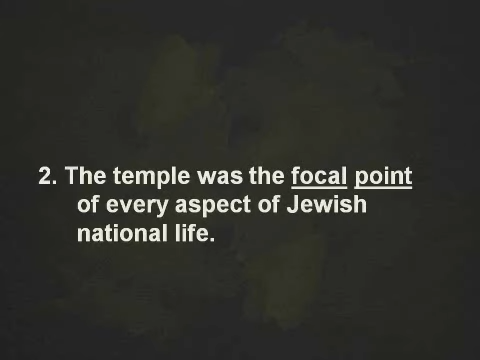 2. The temple was the focal point
of every aspect of Jewish
national life.